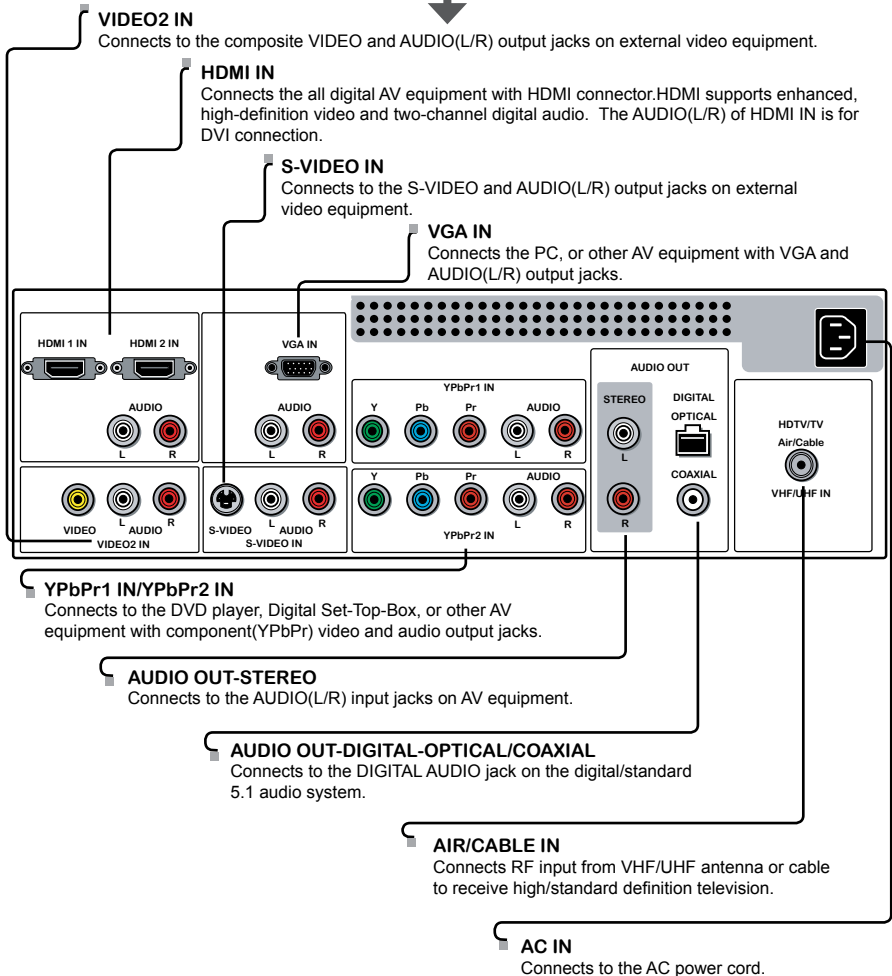 VIDEO2 IN
Connects to the composite VIDEO and AUDIO(L/R) output jacks on external video equipment.
HDMI IN
Connects the all digital AV equipment with HDMI connector.HDMI supports enhanced,
high-definition video and two-channel digital audio.  The AUDIO(L/R) of HDMI IN is for
DVI connection.
S-VIDEO IN
Connects to the S-VIDEO and AUDIO(L/R) output jacks on external
video equipment.
VGA IN
Connects the PC, or other AV equipment with VGA and
AUDIO(L/R) output jacks.
HDMI 1 IN
HDMI 2 IN
AUDIO
L
R
VGA IN
AUDIO
L
R
VIDEO
L
AUDIO
R
VIDEO2 IN
S-VIDEO
L
AUDIO
R
S-VIDEO IN
YPbPr1 IN
Y
Pb
Pr
AUDIO
L
R
Y
Pb
Pr
AUDIO
L
R
YPbPr2 IN
AUDIO OUT
STEREO
L
R
DIGITAL
OPTICAL
COAXIAL
HDTV/TV
Air/Cable
VHF/UHF IN
YPbPr1 IN/YPbPr2 IN
Connects to the DVD player, Digital Set-Top-Box, or other AV
equipment with component(YPbPr) video and audio output jacks.
AUDIO OUT-STEREO
Connects to the AUDIO(L/R) input jacks on AV equipment.
AUDIO OUT-DIGITAL-OPTICAL/COAXIAL
Connects to the DIGITAL AUDIO jack on the digital/standard
5.1 audio system.
AIR/CABLE IN
Connects RF input from VHF/UHF antenna or cable
to receive high/standard definition television.
AC IN
Connects to the AC power cord.